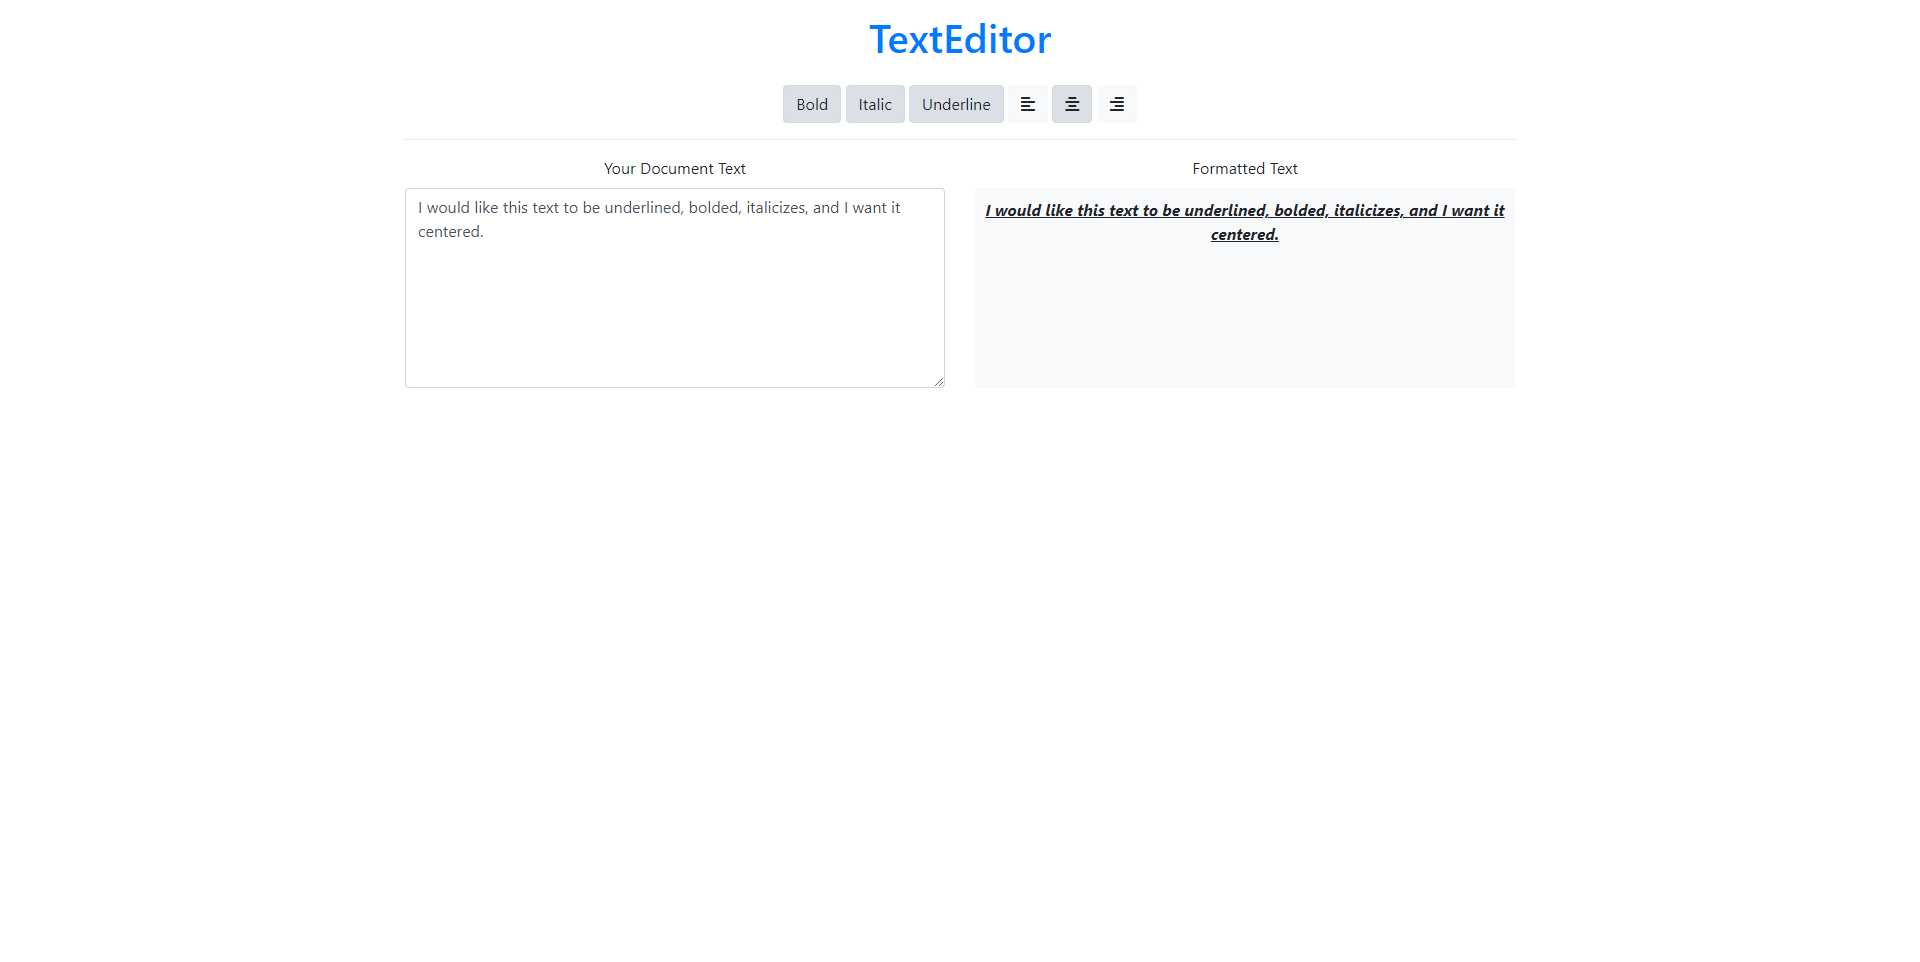 TextEditor
Bold Italic Underline
Your Document Text
I would like this text to be underlined, bolded, italicizes, and I want it
centered.
Formatted Text
I would like this text to be underlined, bolded, italicizes, and I want it
centered.